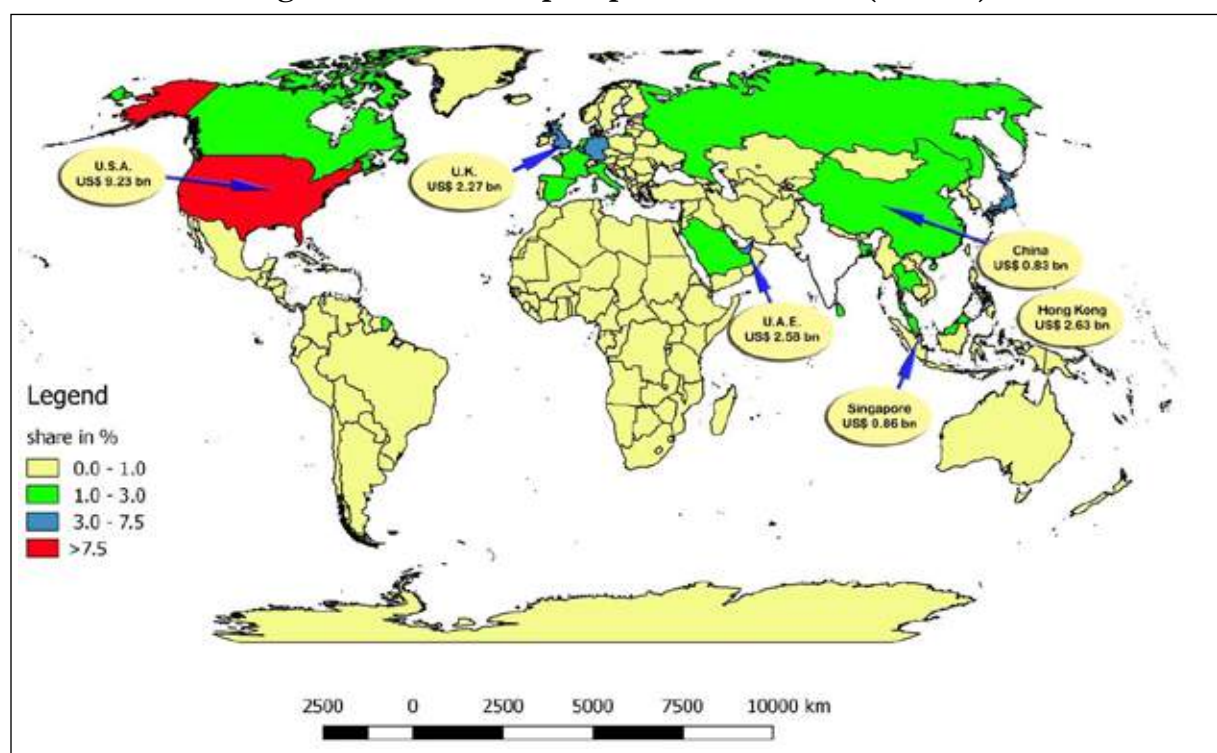 U.S.A.
US$ 9.23 bn
U.K.
US$ 2.27 bn
China
US$ 0.83 bn
Hong Kong
US$ 2.63 bn
U.A.E.
US$ 2.58 bn
Singapore
US$ 0.86 bn
Legend
share in %
0.0 - 1.0
1.0 - 3.0
3.0 - 7.5
>7.5
2500 0 2500 5000 7500 10000 km